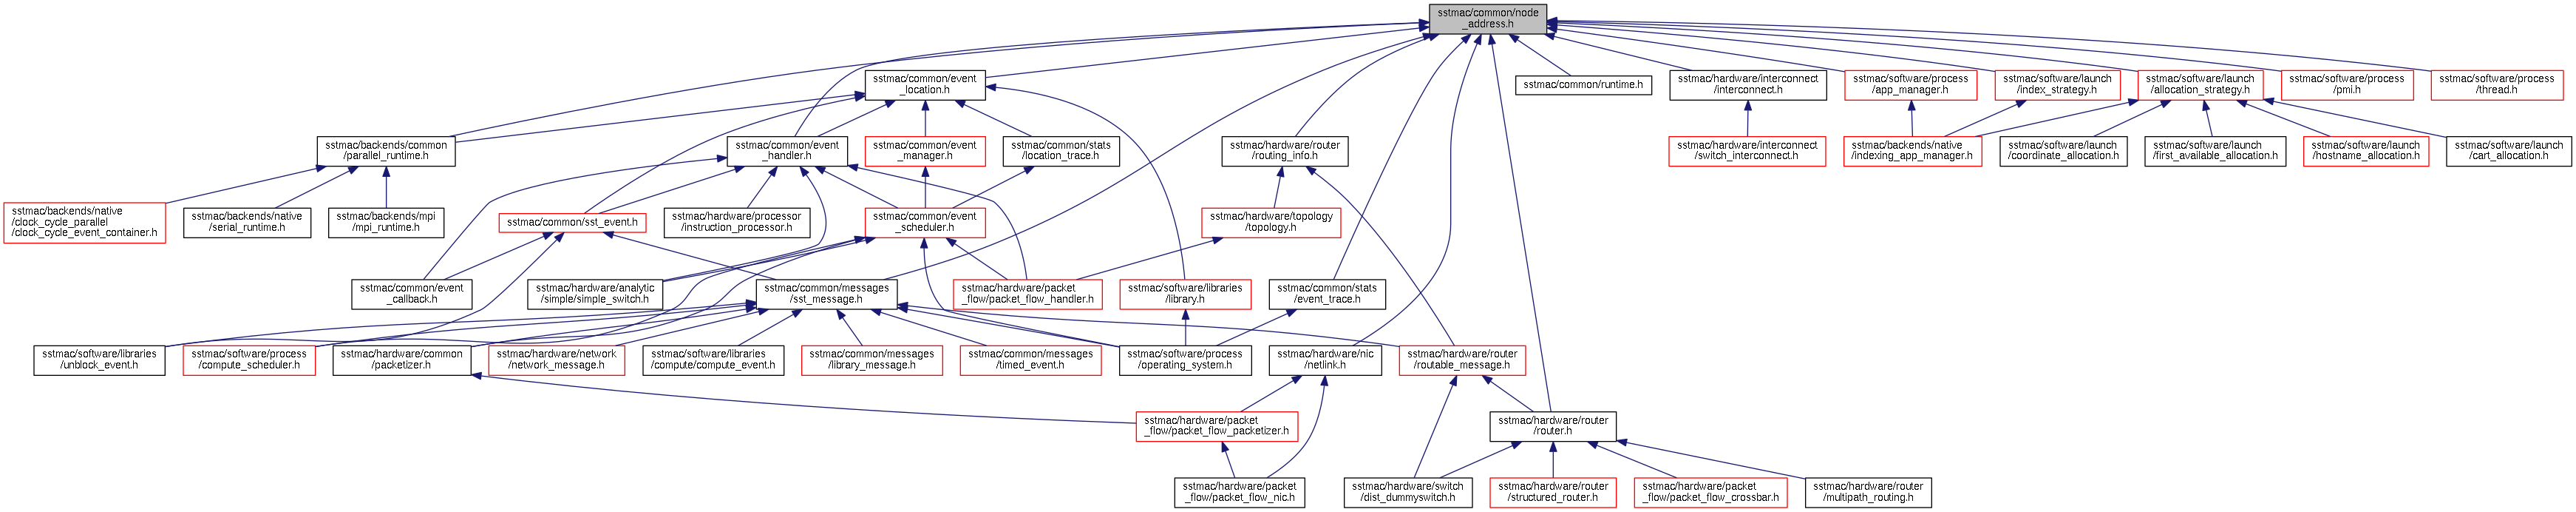 sstmac/common/node
_address.h
sstmac/common/event
_location.h
sstmac/common/runtime.h
sstmac/hardware/interconnect
/interconnect.h
sstmac/software/process
/app_manager.h
sstmac/software/launch
/index_strategy.h
sstmac/software/launch
/allocation_strategy.h
sstmac/software/process
/pmi.h
sstmac/software/process
/thread.h
sstmac/backends/common
/parallel_runtime.h
sstmac/common/event
_handler.h
sstmac/common/event
_manager.h
sstmac/common/stats
/location_trace.h
sstmac/hardware/router
/routing_info.h
sstmac/hardware/interconnect
/switch_interconnect.h
sstmac/backends/native
/indexing_app_manager.h
sstmac/software/launch
/coordinate_allocation.h
sstmac/software/launch
/first_available_allocation.h
sstmac/software/launch
/hostname_allocation.h
sstmac/software/launch
/cart_allocation.h
sstmac/backends/native
/clock_cycle_parallel
/clock_cycle_event_container.h
sstmac/backends/native
/serial_runtime.h
sstmac/backends/mpi
/mpi_runtime.h
sstmac/common/sst_event.h
sstmac/hardware/processor
/instruction_processor.h
sstmac/common/event
_scheduler.h
sstmac/hardware/topology
/topology.h
sstmac/common/event
_callback.h
sstmac/hardware/analytic
/simple/simple_switch.h
sstmac/common/messages
/sst_message.h
sstmac/hardware/packet
_flow/packet_flow_handler.h
sstmac/software/libraries
/library.h
sstmac/common/stats
/event_trace.h
sstmac/software/libraries
/unblock_event.h
sstmac/software/process
/compute_scheduler.h
sstmac/hardware/common
/packetizer.h
sstmac/hardware/network
/network_message.h
sstmac/software/libraries
/compute/compute_event.h
sstmac/common/messages
/library_message.h
sstmac/common/messages
/timed_event.h
sstmac/software/process
/operating_system.h
sstmac/hardware/nic
/netlink.h
sstmac/hardware/router
/routable_message.h
sstmac/hardware/packet
_flow/packet_flow_packetizer.h
sstmac/hardware/router
/router.h
sstmac/hardware/packet
_flow/packet_flow_nic.h
sstmac/hardware/switch
/dist_dummyswitch.h
sstmac/hardware/router
/structured_router.h
sstmac/hardware/packet
_flow/packet_flow_crossbar.h
sstmac/hardware/router
/multipath_routing.h